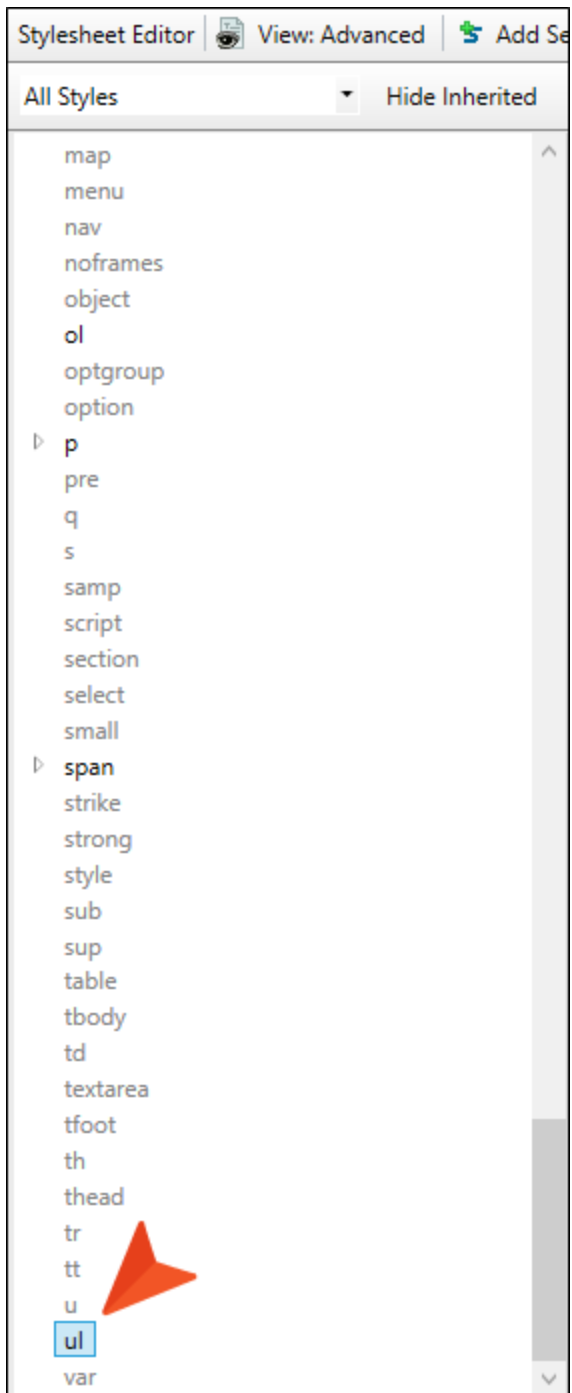 Stylesheet Editor View: Advanced Add Se
All Styles Hide Inherited
map
menu
nav
noframes
object
ol
optgroup
option
p
pre
q
s
samp
script
section
select
small
span
strike
strong
style
sub
sup
table
tbody
td
textarea
tfoot
th
thead
tr
tt
u
ul
var